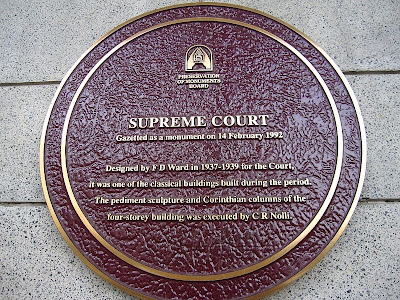 PRESERVATION
OF MONUMENTS
BOARD
SUPREME COURT
Gazetted as a monument on 14 February 1992
Designed by F D Ward in 1937-1939 for the Court,
it was one of the classical buildings built during the period.
The pediment sculpture and Corinthian columns of the
four-storey building was executed by C R Nolli.